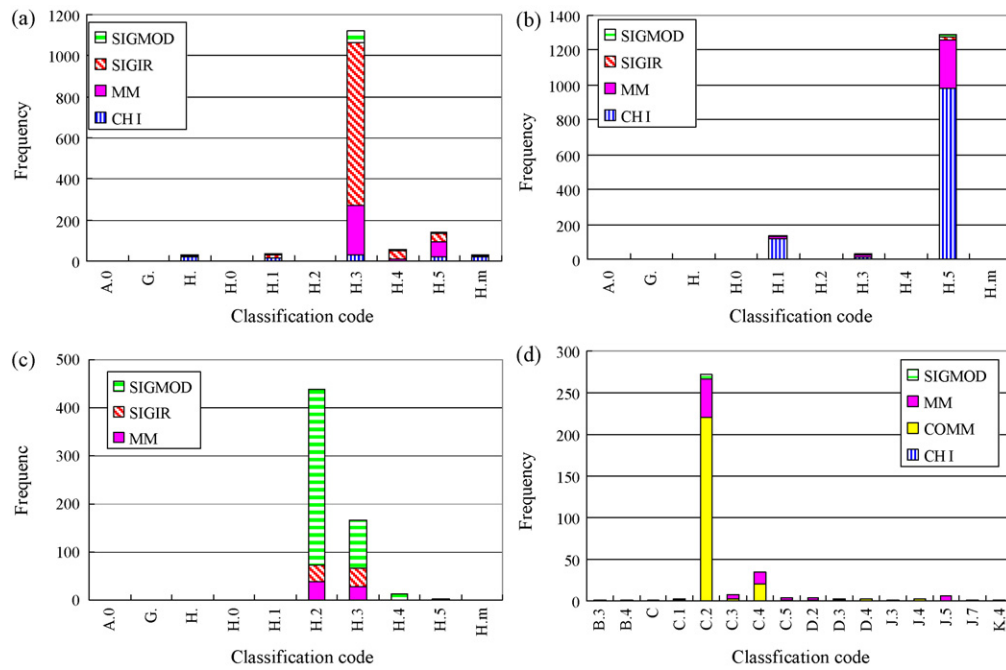 (a)
1200
1000
800
600
400
200
0
Frequency
SIGMOD
SIGIR
MM
CHI
A.0 G. H. H.0 H.1 H.2 H.3 H.4 H.5 H.m
Classification code
(b)
1400
1200
1000
800
600
400
200
0
Frequency
SIGMOD
SIGIR
MM
CHI
A.0 G. H. H.0 H.1 H.2 H.3 H.4 H.5 H.m
Classification code
(c)
500
400
300
200
100
0
Frequenc
SIGMOD
SIGIR
MM
A.0 G. H. H.0 H.1 H.2 H.3 H.4 H.5 H.m
Classification code
(d)
300
250
200
150
100
50
0
Frequency
SIGMOD
MM
COMM
CHI
B.3 B.4 C C.1 C.2 C.3 C.4 C.5 D.2 D.3 D.4 J.3 J.4 J.5 J.7 K.4
Classfication code